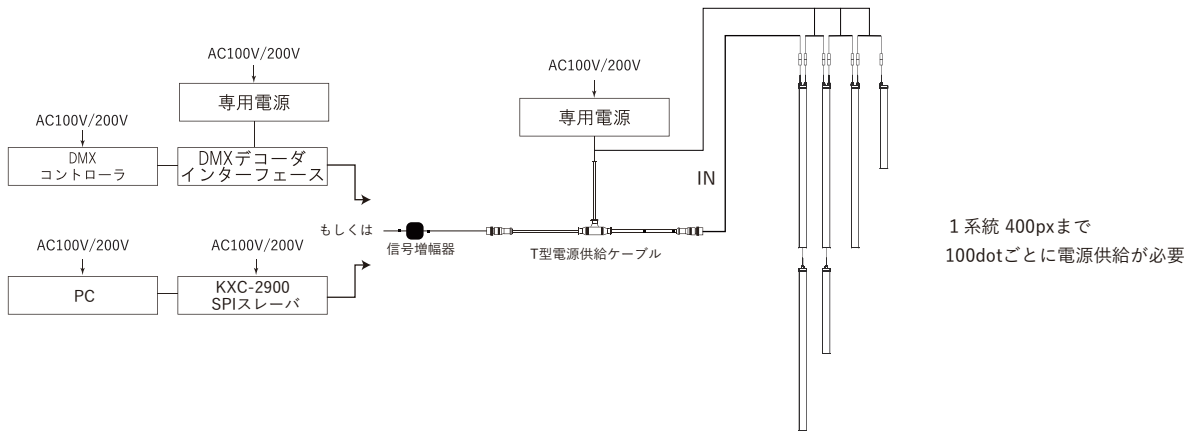 AC100V/200V
専用電源
AC100V/200V
DMX
コントローラ
DMXデコーダ
インターフェース
もしくは
信号増幅器
AC100V/200V
PC
AC100V/200V
KXC-2900
SPIスレーバ
AC100V/200V
専用電源
T型電源供給ケーブル
IN
1系統 400pxまで
100dotごとに電源供給が必要